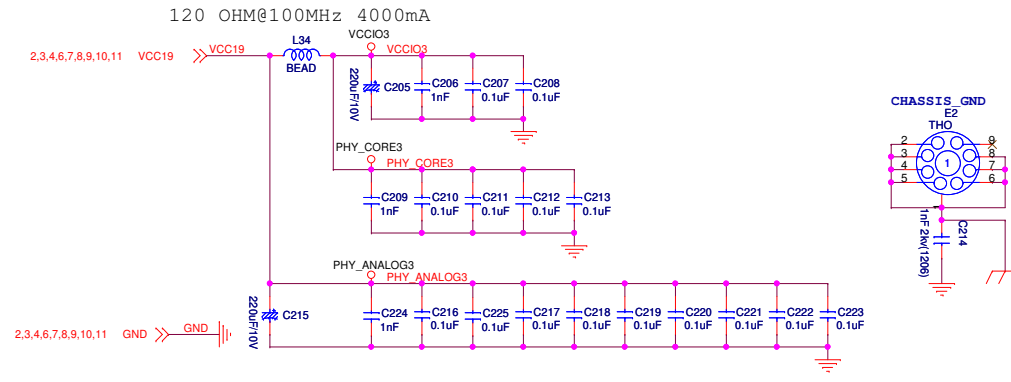 120 OHM@100MHz 4000mA
2,3,4,6,7,8,9,10,11 VCC19 VCC19
L34
BEAD
VCCIO3
VCCIO3
220uF/10V
C205
C206
1nF
C207
0.1uF
C208
0.1uF
PHY_CORE3
PHY_CORE3
C209
1nF
C210
0.1uF
C211
0.1uF
C212
0.1uF
C213
0.1uF
PHY_ANALOG3
PHY_ANALOG3
220uF/10V
C215
C224
1nF
C216
0.1uF
C225
0.1uF
C217
0.1uF
C218
0.1uF
C219
0.1uF
C220
0.1uF
C221
0.1uF
C222
0.1uF
C223
0.1uF
2,3,4,6,7,8,9,10,11 GND GND
CHASSIS_GND
E2
THO
2
3
4
5
1
9
8
7
6
1
1nF 2kv(1206)
C214